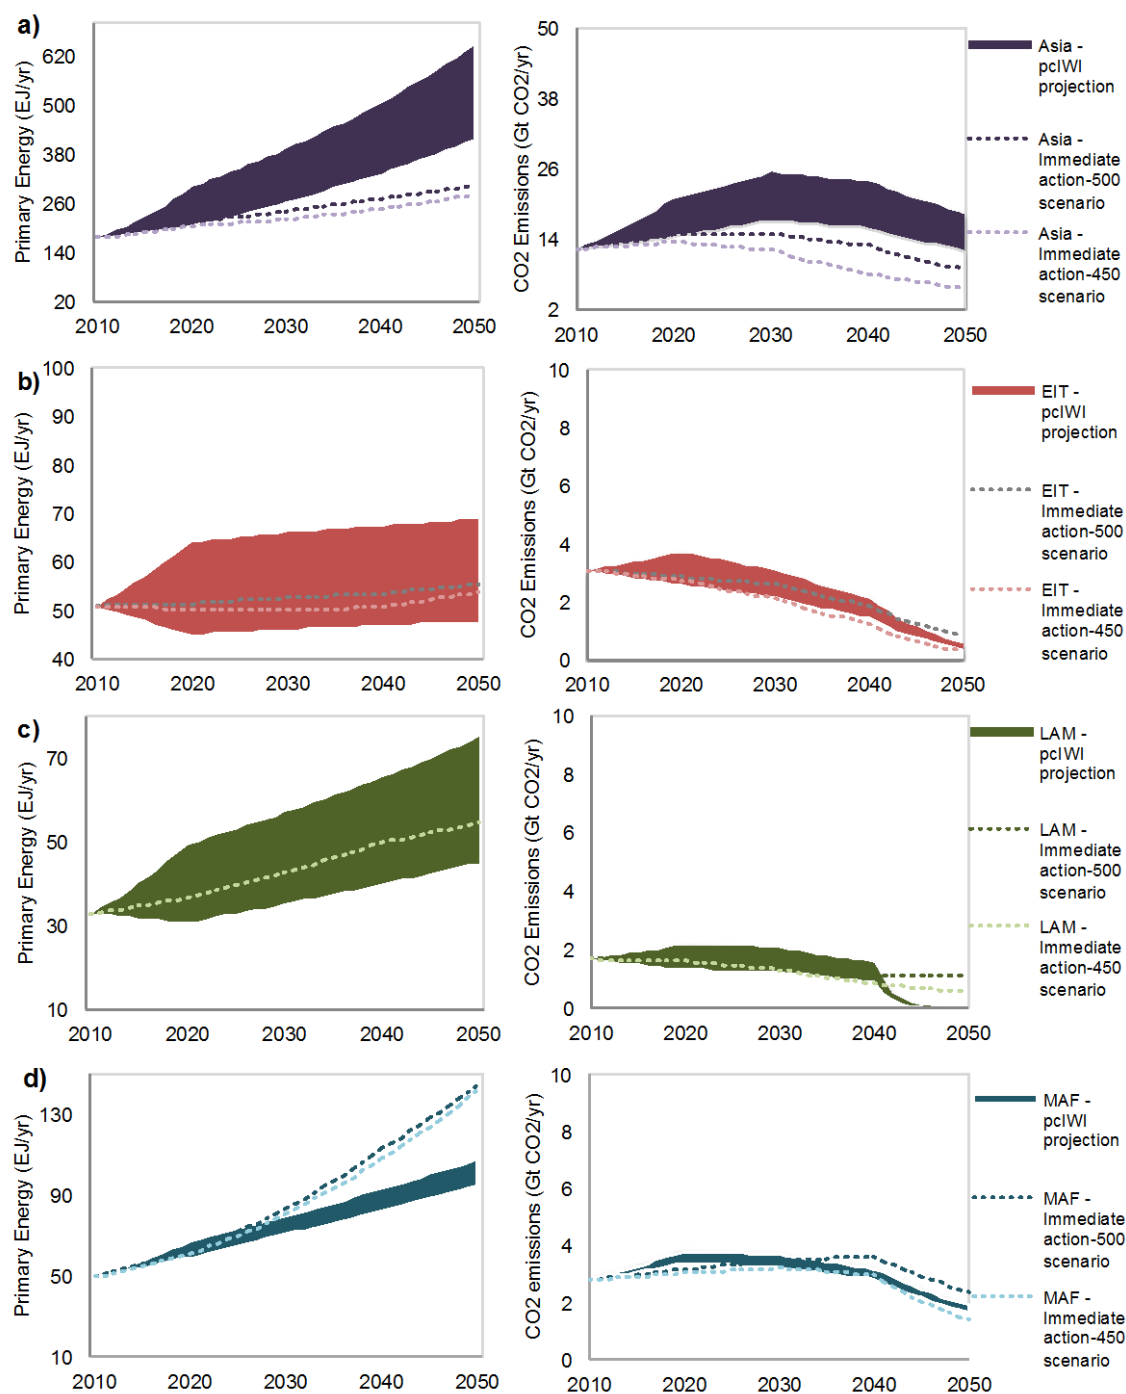 a)
Primary Energy (EJ/yr)
620
500
380
260
140
20
2010 2020 2030 2040 2050
CO2 Emissions (Gt CO2/yr)
50
38
26
14
2
2010 2020 2030 2040 2050
Asia -
pcIWI
projection
Asia -
Immediate
action-500
scenario
Asia -
Immediate
action-450
scenario
b)
Primary Energy (EJ/yr)
100
90
80
70
60
50
40
2010 2020 2030 2040 2050
CO2 Emissions (Gt CO2/yr)
10
8
6
4
2
0
2010 2020 2030 2040 2050
EIT -
pcIWI
projection
EIT -
Immediate
action-500
scenario
EIT -
Immediate
action-450
scenario
c)
Primary Energy (EJ/yr)
70
50
30
10
2010 2020 2030 2040 2050
CO2 Emissions (Gt CO2/yr)
10
8
6
4
2
0
2010 2020 2030 2040 2050
LAM -
pcIWI
projection
LAM -
Immediate
action-500
scenario
LAM -
Immediate
action-450
scenario
d)
Primary Energy (EJ/yr)
130
90
50
10
2010 2020 2030 2040 2050
CO2 emissions (Gt CO2/yr)
10
8
6
4
2
0
2010 2020 2030 2040 2050
MAF -
pcIWI
projection
MAF -
Immediate
action-500
scenario
MAF -
Immediate
action-450
scenario